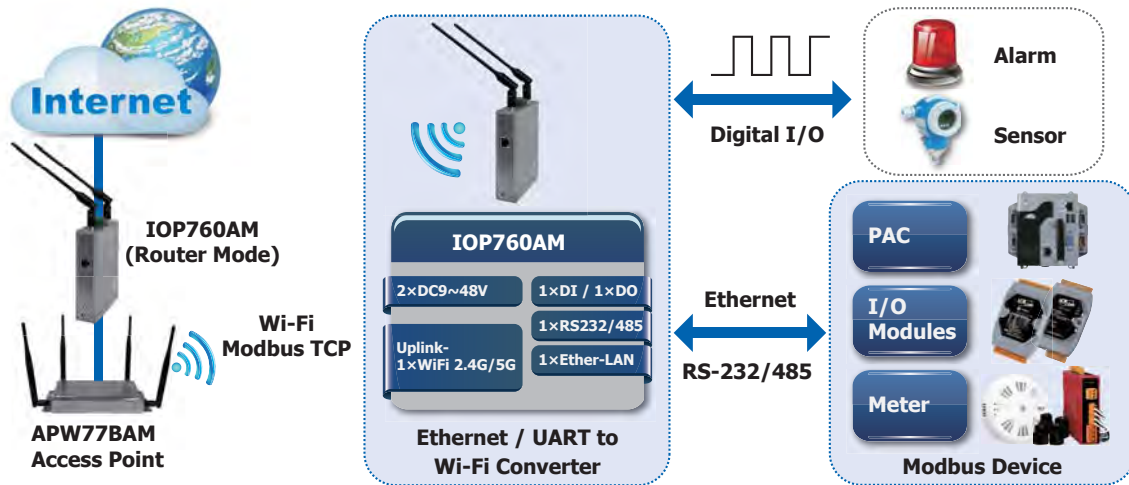 Internet
IOP760AM
(Router Mode)
Wi-Fi
Modbus TCP
APW77BAM
Access Point
IOP760AM
2×DC9~48V
1×DI / 1×DO
Uplink-
1×WiFi 2.4G/5G
1×RS232/485
1×Ether-LAN
Ethernet / UART to
Wi-Fi Converter
Digital I/O
Alarm
Sensor
Ethernet
RS-232/485
PAC
I/O
Modules
Meter
Modbus Device